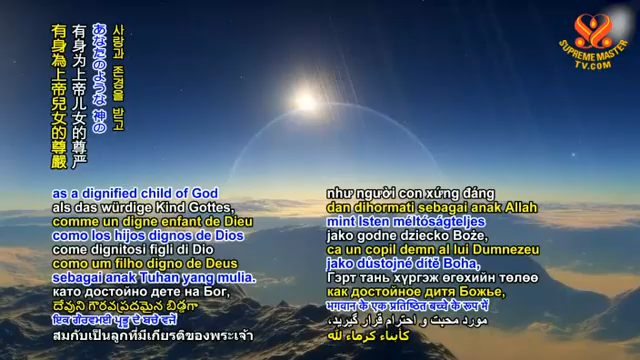 사랑과 존경을 받고
あなたのような 神の
有身为上帝儿女的尊严
有身為上帝兒女的尊嚴
SUPREME MASTER
TV.COM
as a dignified child of God
als das würdige Kind Gottes,
comme un digne enfant de Dieu
como los hijos dignos de Dios
come dignitosi figli di Dio
como um filho digno de Deus
sebagai anak Tuhan yang mulia.
като достойно дете на Бог,
దేవుని గౌరవప్రదమైన బిడ్డగా
ਇਕ ਗੌਰਵਮਈ ਪ੍ਰਭੂ ਦੇ ਬਚੇ ਵਜੋਂ
สมกับเป็นลูกที่มีเกียรติของพระเจ้า
như người con xứng đáng
dan dihormati sebagai anak Allah
mint Isten méltóságteljes
jako godne dziecko Boże,
ca un copil demn al lui Dumnezeu
jako důstojné dítě Boha,
Гэрт тань хүргэж өгөхийн төлөө
как достойное дитя Божье,
भगवान के एक प्रतिष्ठित बच्चे के रूप में
مورد محبت و احترام قرار گیرید،
كأبناء كرماء لله